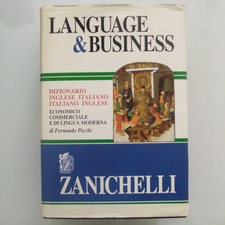 LANGUAGE
& BUSINESS
DIZIONARIO
INGLESE ITALIANO
ITALIANO INGLESE
ECONOMICO
COMMERCIALE
E DI LINGUA MODERNA
di Fernando Picchi
ZANICHELLI